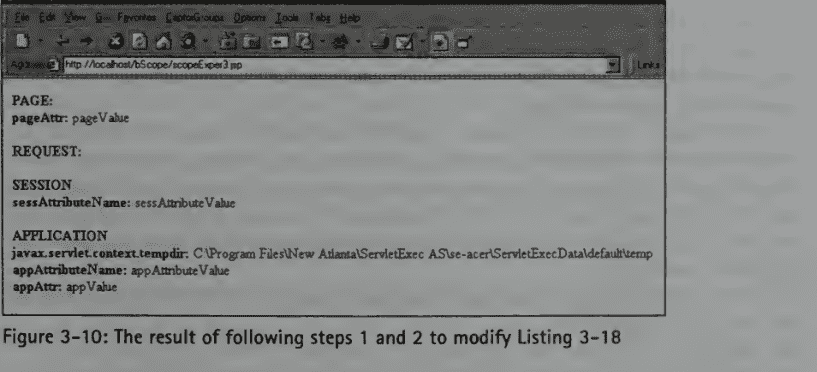 File Edit View Go Favorites CaptorGroups Options Tools Tabs Help
http://localhost/bScope/scopeExper3.jsp Links
PAGE:
pageAttr: pageValue
REQUEST:
SESSION
sessAttributeName: sessAttributeValue
APPLICATION
javax.servlet.context.tempdir: C:\Program Files\New Atlanta\ServletExec AS\se-acer\ServletExecData\default\temp
appAttributeName: appAttributeValue
appAttr: appValue
Figure 3-10: The result of following steps 1 and 2 to modify Listing 3-18